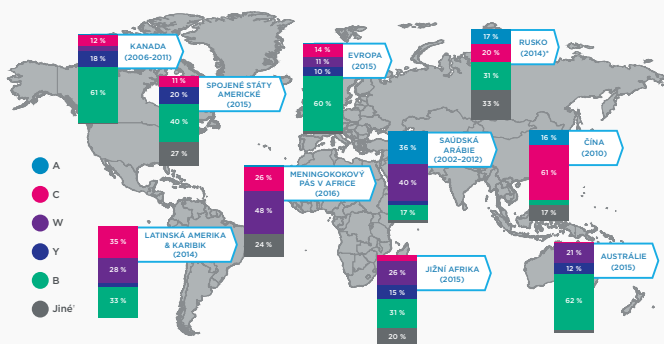 12 %
18 %
61 %
KANADA
(2006-2011)
11 %
20 %
40 %
27 %
SPOJENÉ STÁTY
AMERICKÉ
(2015)
14 %
11 %
10 %
60 %
EVROPA
(2015)
17 %
20 %
31 %
33 %
RUSKO
(2014)*
36 %
40 %
17 %
SAÚDSKÁ
ARÁBIE
(2002–2012)
16 %
61 %
17 %
ČÍNA
(2010)
26 %
48 %
24 %
MENINGOKOKOVÝ
PÁS V AFRICE
(2016)
35 %
28 %
33 %
LATINSKÁ AMERIKA
& KARIBIK
(2014)
26 %
15 %
31 %
20 %
JIŽNÍ AFRIKA
(2015)
21 %
12 %
62 %
AUSTRÁLIE
(2015)
A
C
W
Y
B
Jiné¹